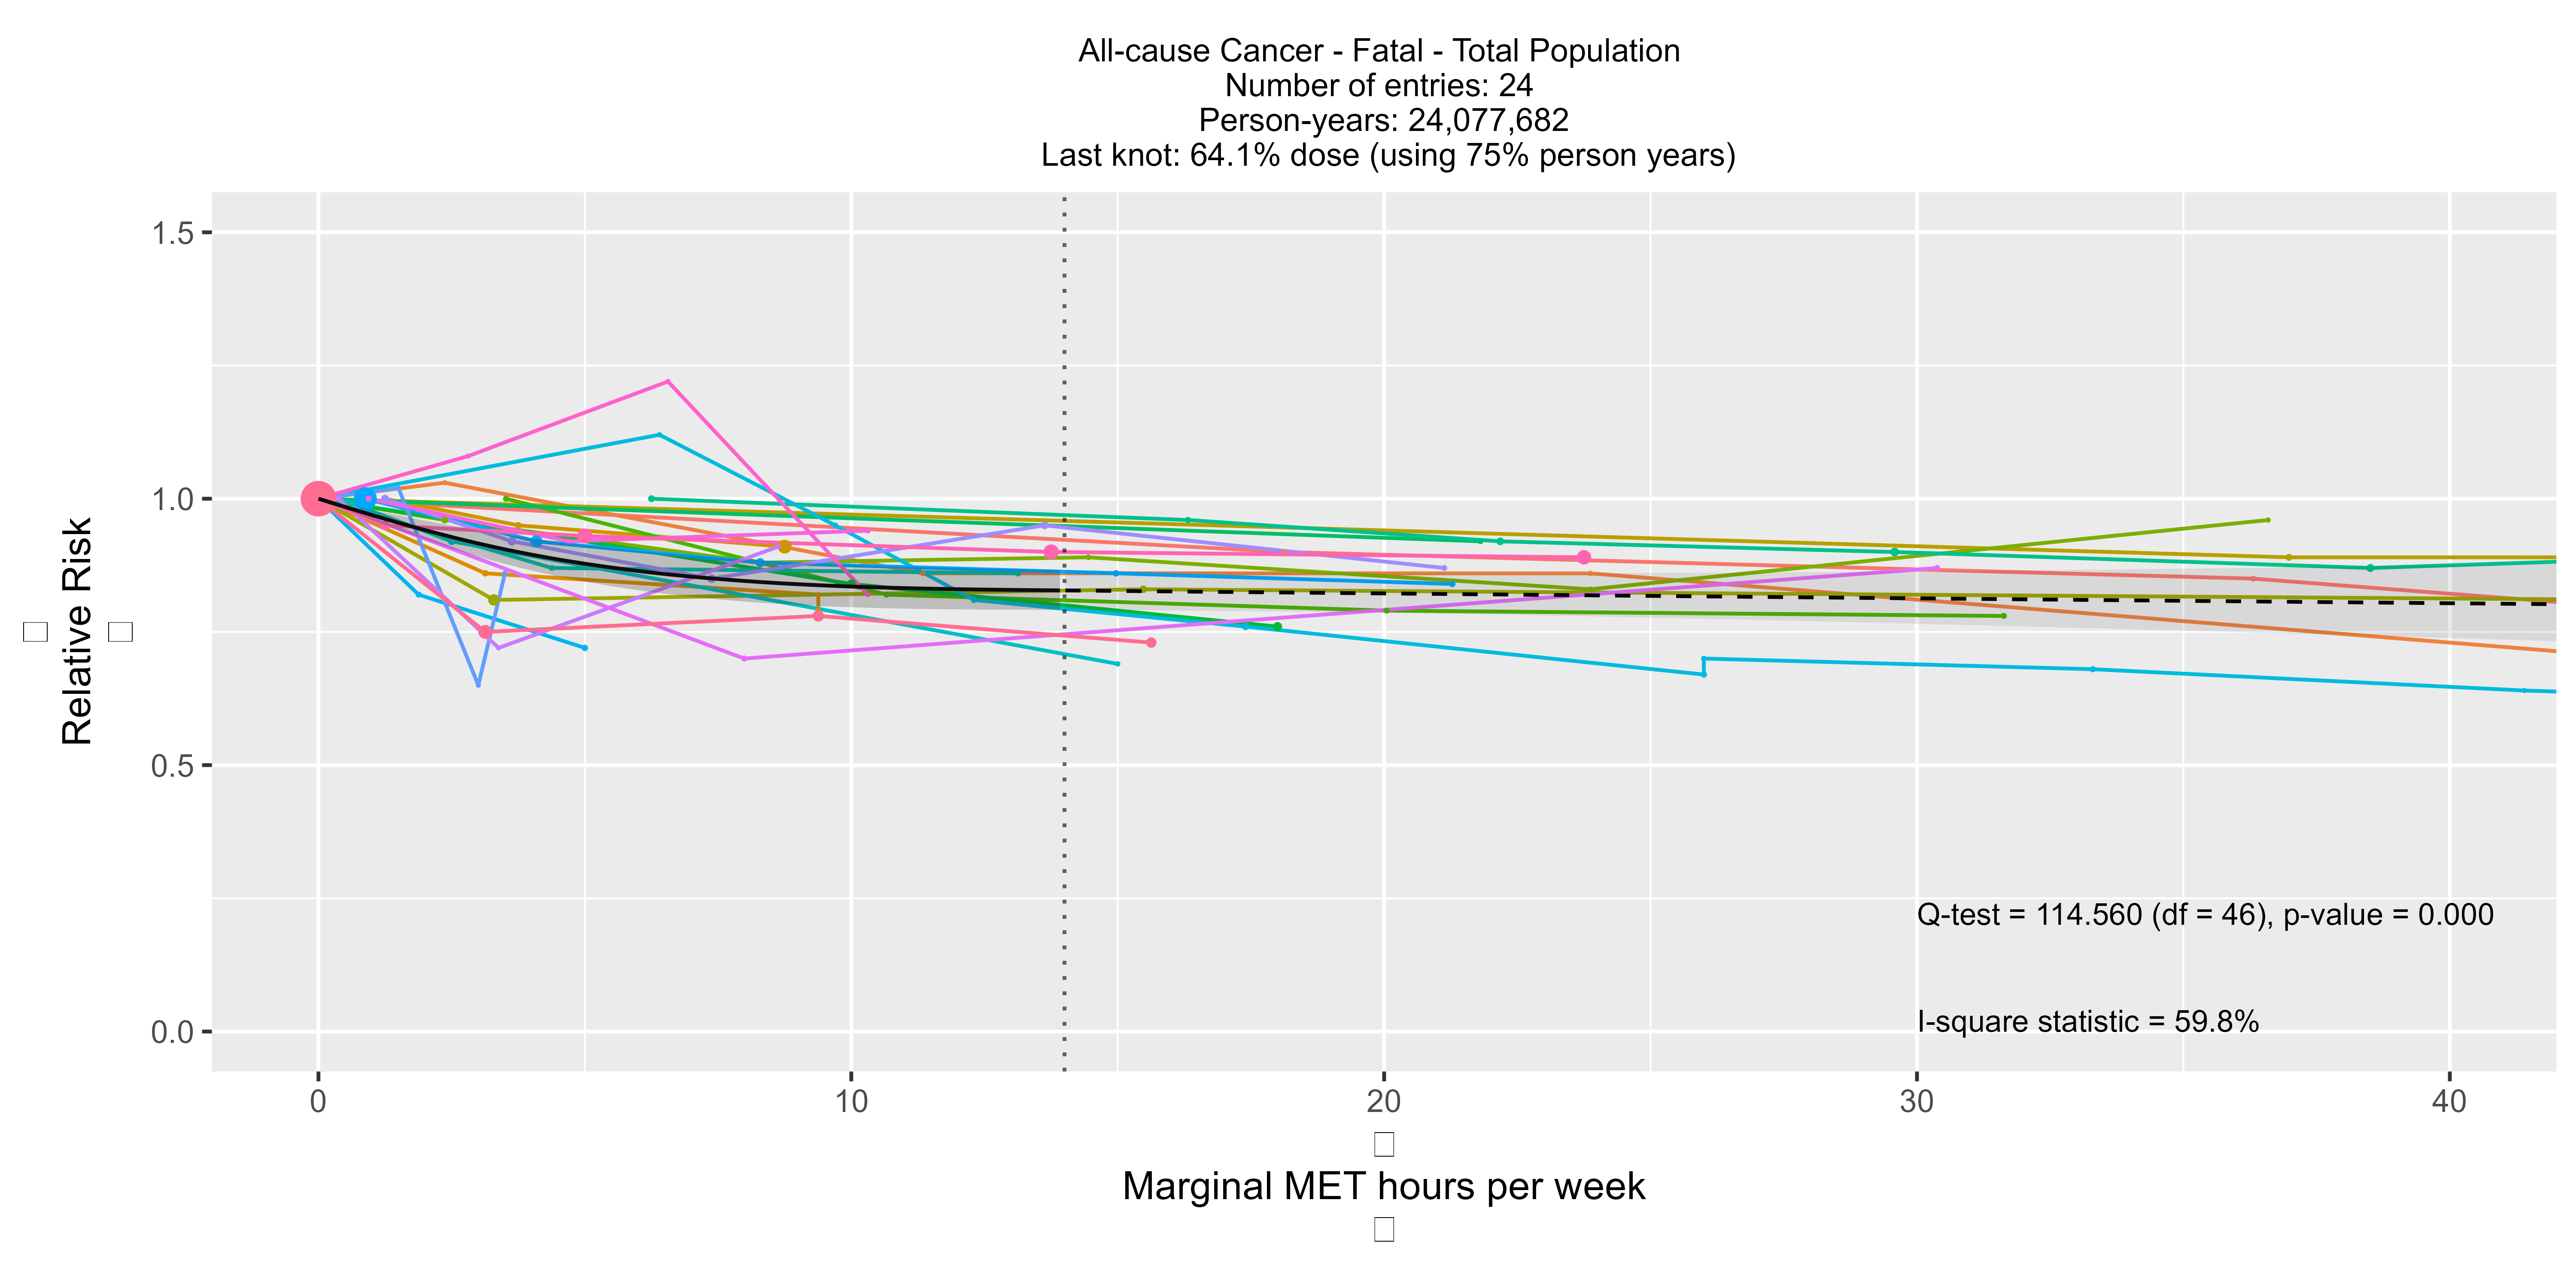 All-cause Cancer - Fatal - Total Population
Number of entries: 24
Person-years: 24,077,682
Last knot: 64.1% dose (using 75% person years)
1.5
1.0
0.5
0.0
Relative Risk
Q-test = 114.560 (df = 46), p-value = 0.000
I-square statistic = 59.8%
0 10 20 30 40
Marginal MET hours per week